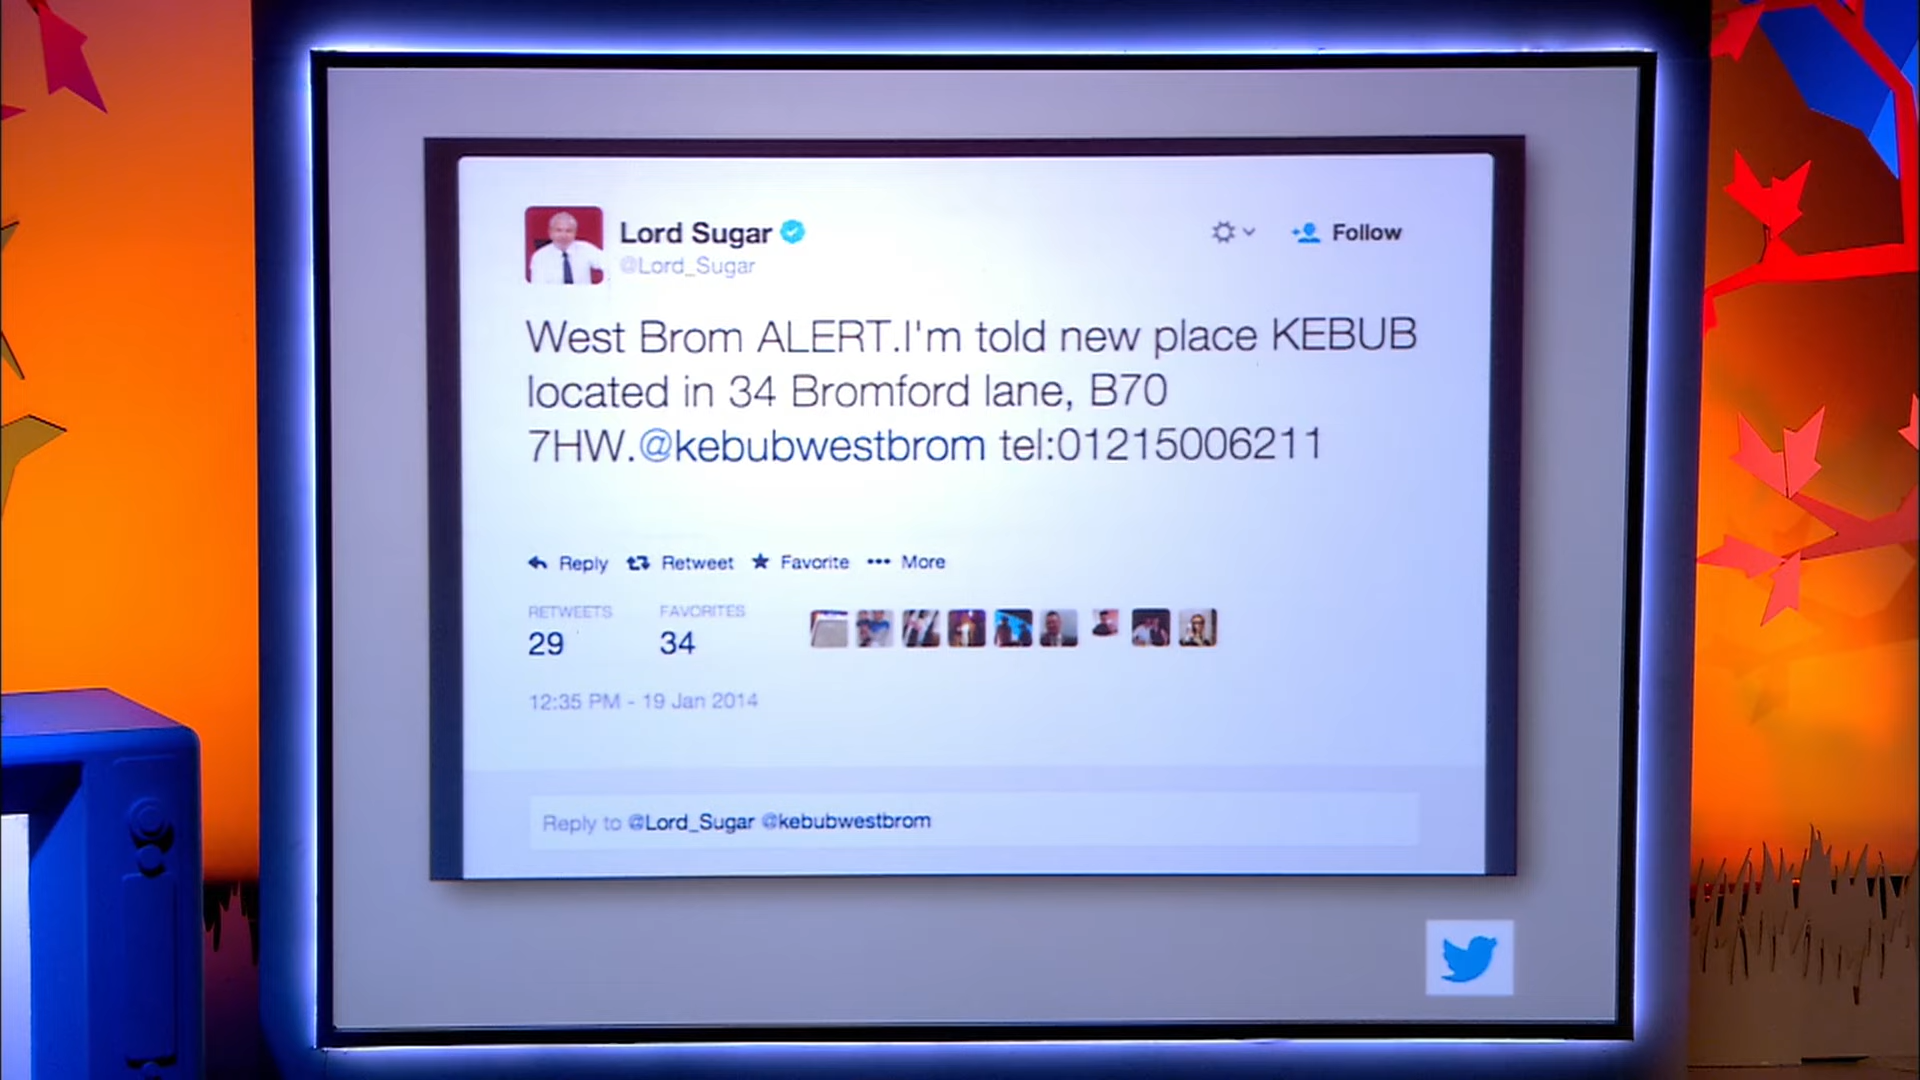 Lord Sugar
@Lord_Sugar
Follow
West Brom ALERT.I'm told new place KEBUB
located in 34 Bromford lane, B70
7HW.@kebubwestbrom tel:01215006211
Reply Retweet Favorite More
RETWEETS FAVORITES
29 34
12:35 PM - 19 Jan 2014
Reply to @Lord_Sugar @kebubwestbrom